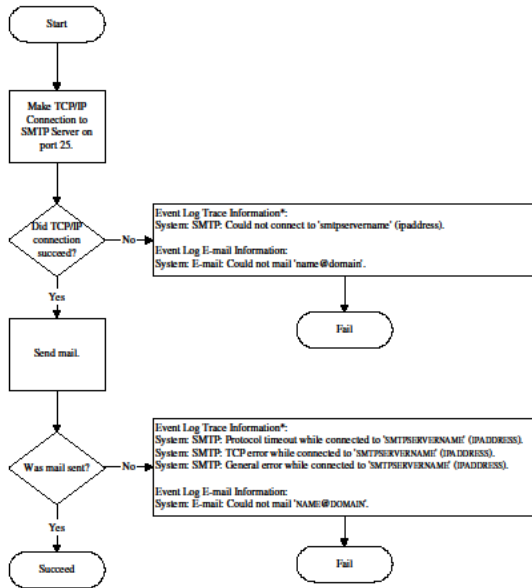 Start
Make TCP/IP
Connection to
SMTP Server on
port 25.
Did TCP/IP
connection
succeed?
No
Event Log Trace Information*:
System: SMTP: Could not connect to 'smtpservername' (ipaddress).
Event Log E-mail Information:
System: E-mail: Could not mail 'name@domain'.
Fail
Yes
Send mail.
Was mail sent?
No
Event Log Trace Information*:
System: SMTP: Protocol timeout while connected to 'SMTPSERVERNAME' (IPADDRESS).
System: SMTP: TCP error while connected to 'SMTPSERVERNAME' (IPADDRESS).
System: SMTP: General error while connected to 'SMTPSERVERNAME' (IPADDRESS).
Event Log E-mail Information:
System: E-mail: Could not mail 'NAME@DOMAIN'.
Fail
Yes
Succeed